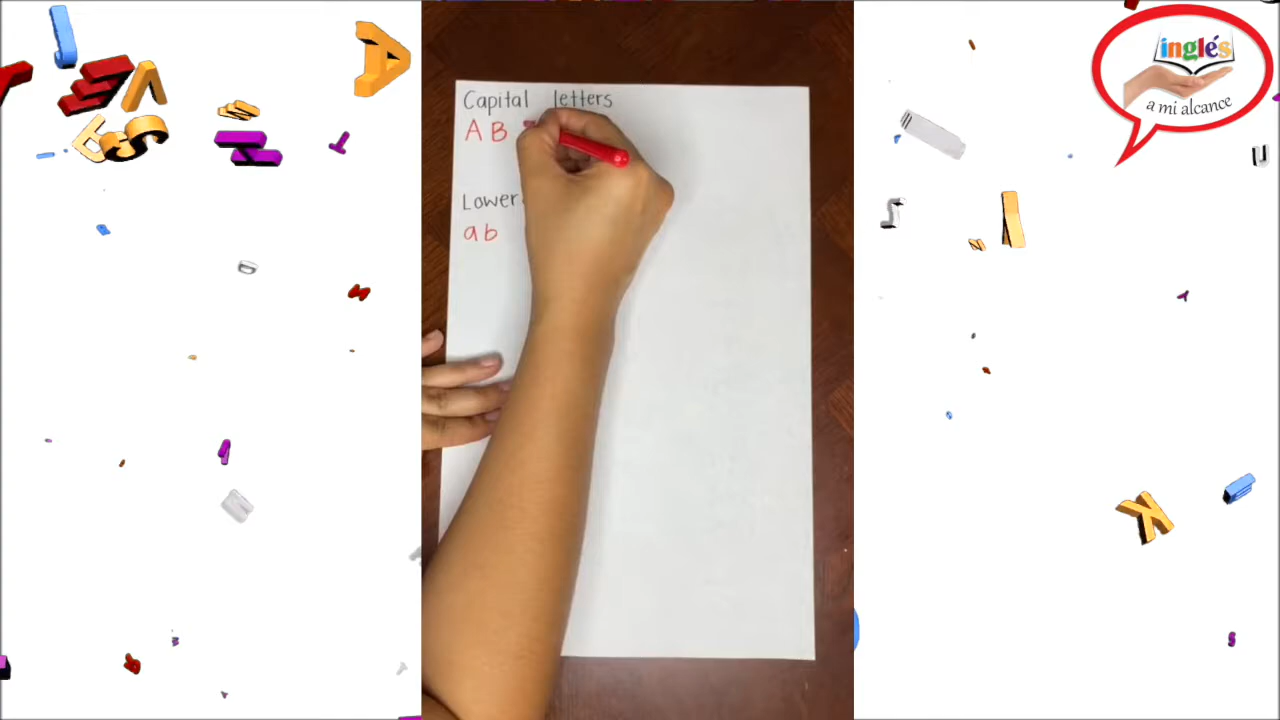 Capital letters
A B
Lower
a b
inglés
a mi alcance